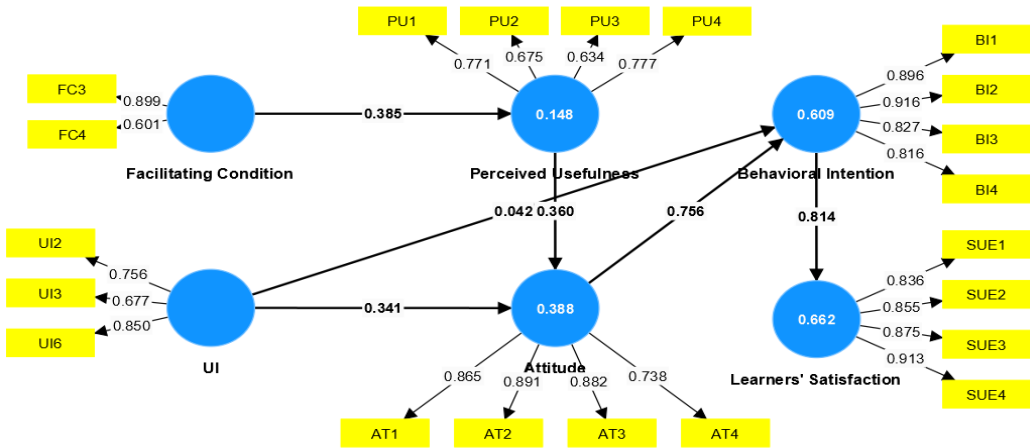 PU1 PU2 PU3 PU4
0.771 0.675 0.634 0.777
FC3
FC4
0.899
0.601
Facilitating Condition
0.385
0.148
Perceived Usefulness
0.609
Behavioral Intention
BI1
BI2
BI3
BI4
0.896
0.916
0.827
0.816
0.042
0.360
0.756
0.814
UI2
UI3
UI6
0.756
0.677
0.850
UI
0.341
0.388
Attitude
0.865 0.891 0.882 0.738
AT1 AT2 AT3 AT4
0.662
Learners' Satisfaction
0.836
0.855
0.875
0.913
SUE1
SUE2
SUE3
SUE4